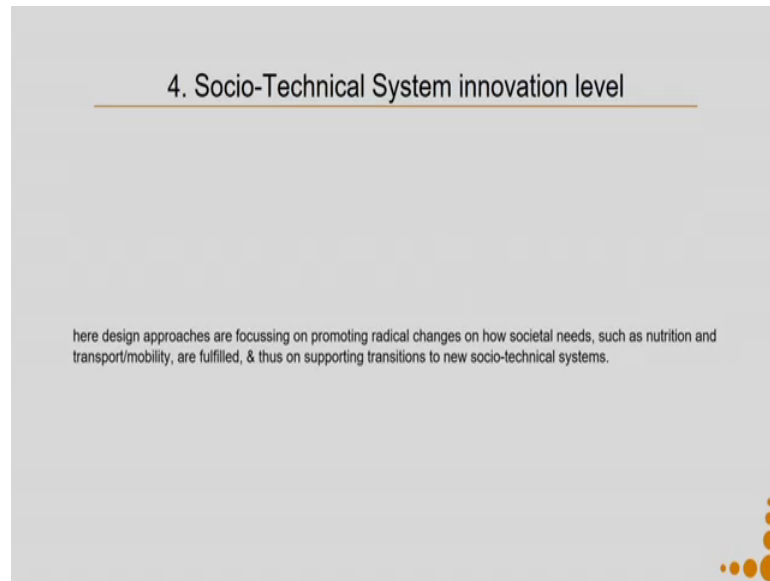 4. Socio-Technical System innovation level
here design approaches are focussing on promoting radical changes on how societal needs, such as nutrition and
transport/mobility, are fulfilled, & thus on supporting transitions to new socio-technical systems.